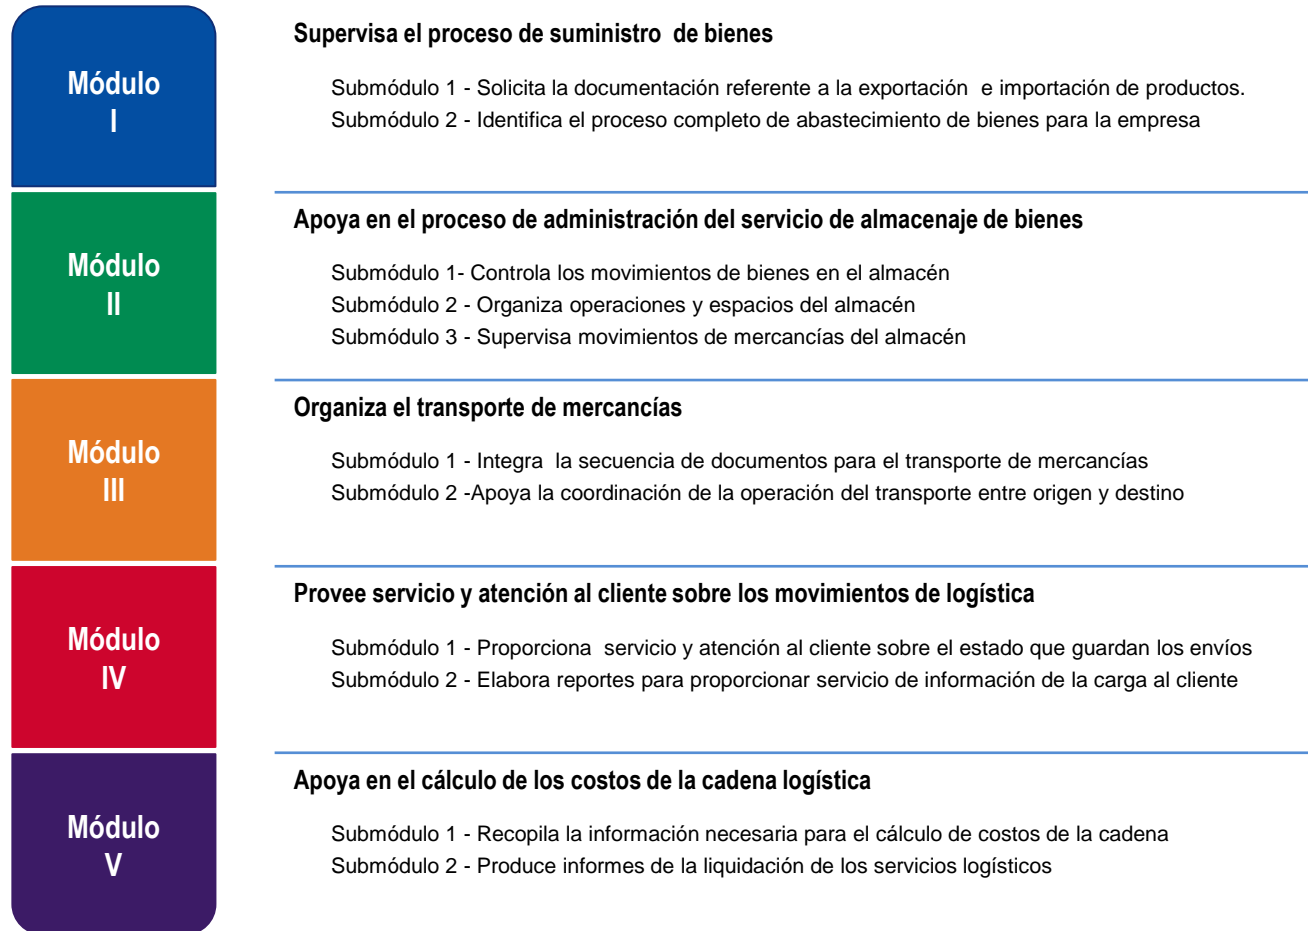 Módulo
I
Supervisa el proceso de suministro  de bienes
Submódulo 1 - Solicita la documentación referente a la exportación  e importación de productos.
Submódulo 2 - Identifica el proceso completo de abastecimiento de bienes para la empresa
Módulo
II
Apoya en el proceso de administración del servicio de almacenaje de bienes
Submódulo 1- Controla los movimientos de bienes en el almacén
Submódulo 2 - Organiza operaciones y espacios del almacén
Submódulo 3 - Supervisa movimientos de mercancías del almacén
Módulo
III
Organiza el transporte de mercancías
Submódulo 1 - Integra  la secuencia de documentos para el transporte de mercancías
Submódulo 2 -Apoya la coordinación de la operación del transporte entre origen y destino
Módulo
IV
Provee servicio y atención al cliente sobre los movimientos de logística
Submódulo 1 - Proporciona  servicio y atención al cliente sobre el estado que guardan los envíos
Submódulo 2 - Elabora reportes para proporcionar servicio de información de la carga al cliente
Módulo
V
Apoya en el cálculo de los costos de la cadena logística
Submódulo 1 - Recopila la información necesaria para el cálculo de costos de la cadena
Submódulo 2 - Produce informes de la liquidación de los servicios logísticos